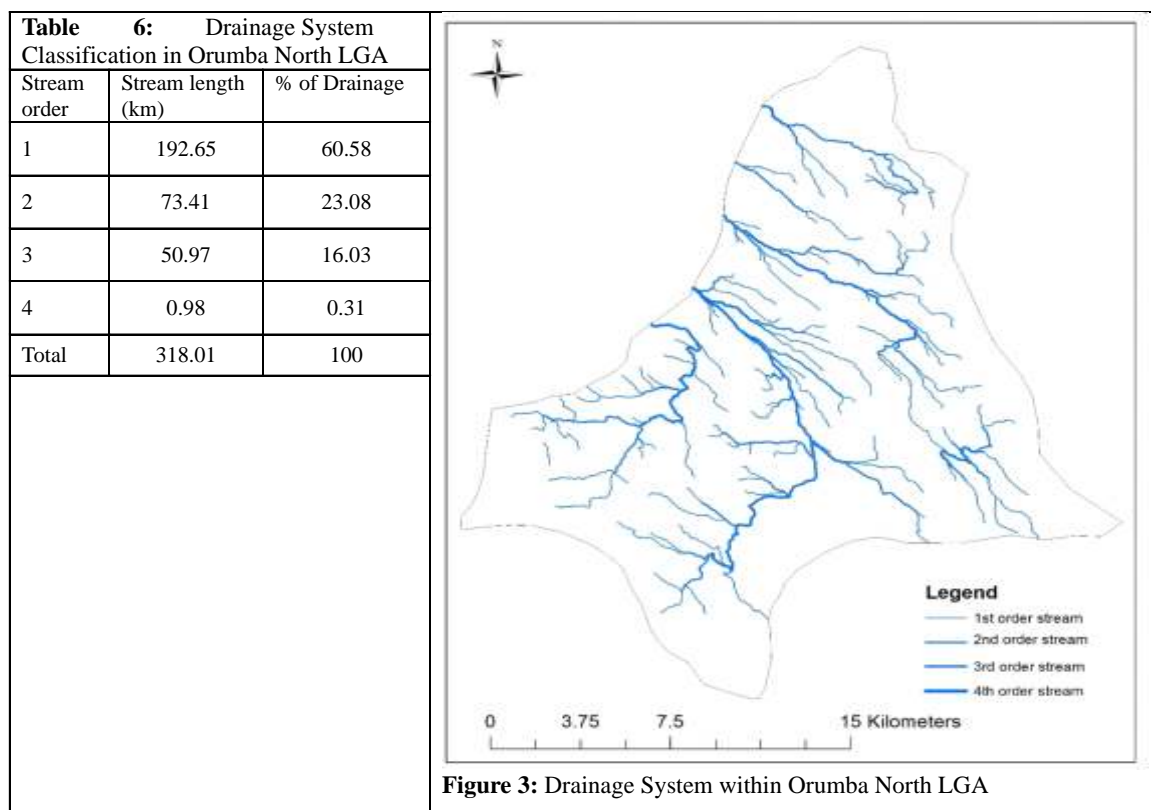 Table 6: Drainage System
Classification in Orumba North LGA
Stream order Stream length (km) % of Drainage
1 192.65 60.58
2 73.41 23.08
3 50.97 16.03
4 0.98 0.31
Total 318.01 100
N
Legend
1st order stream
2nd order stream
3rd order stream
4th order stream
0 3.75 7.5 15 Kilometers
Figure 3: Drainage System within Orumba North LGA